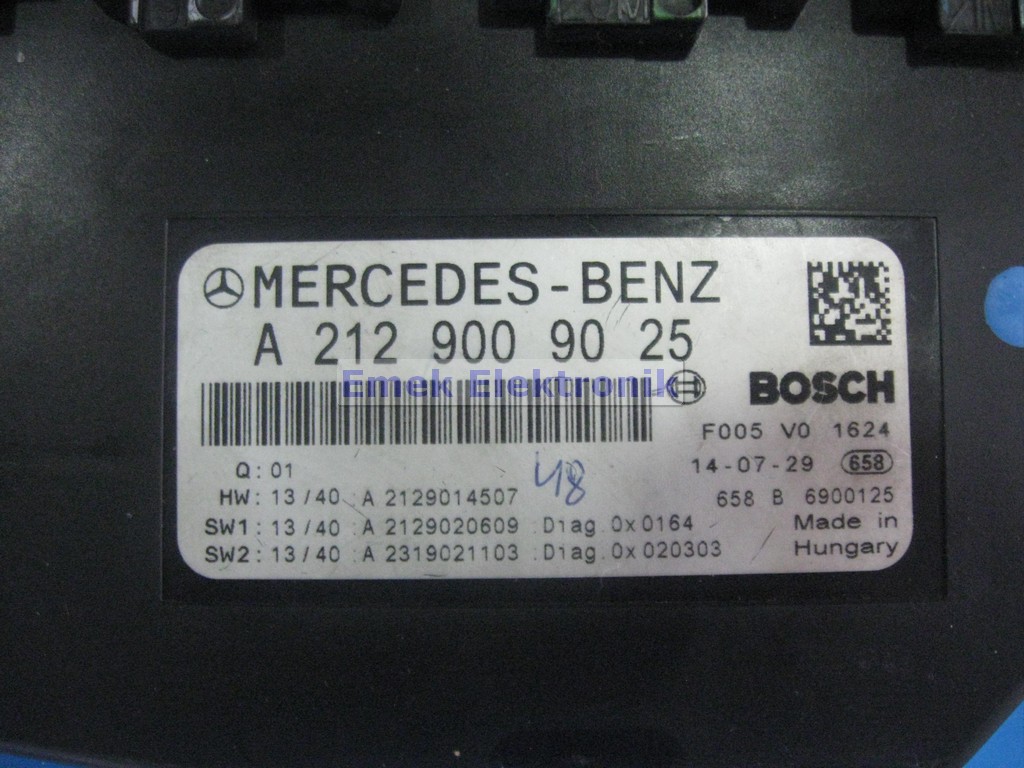 MERCEDES-BENZ
A 212 900 90 25
Emek Elektronik
BOSCH
F005 V0 1624
Q: 01
14-07-29 658
48
HW: 13/40 :A 2129014507
658 B 6900125
SW1: 13/40 :A 2129020609 :Diag.0x0164
Made in
SW2: 13/40 :A 2319021103 :Diag.0x020303
Hungary